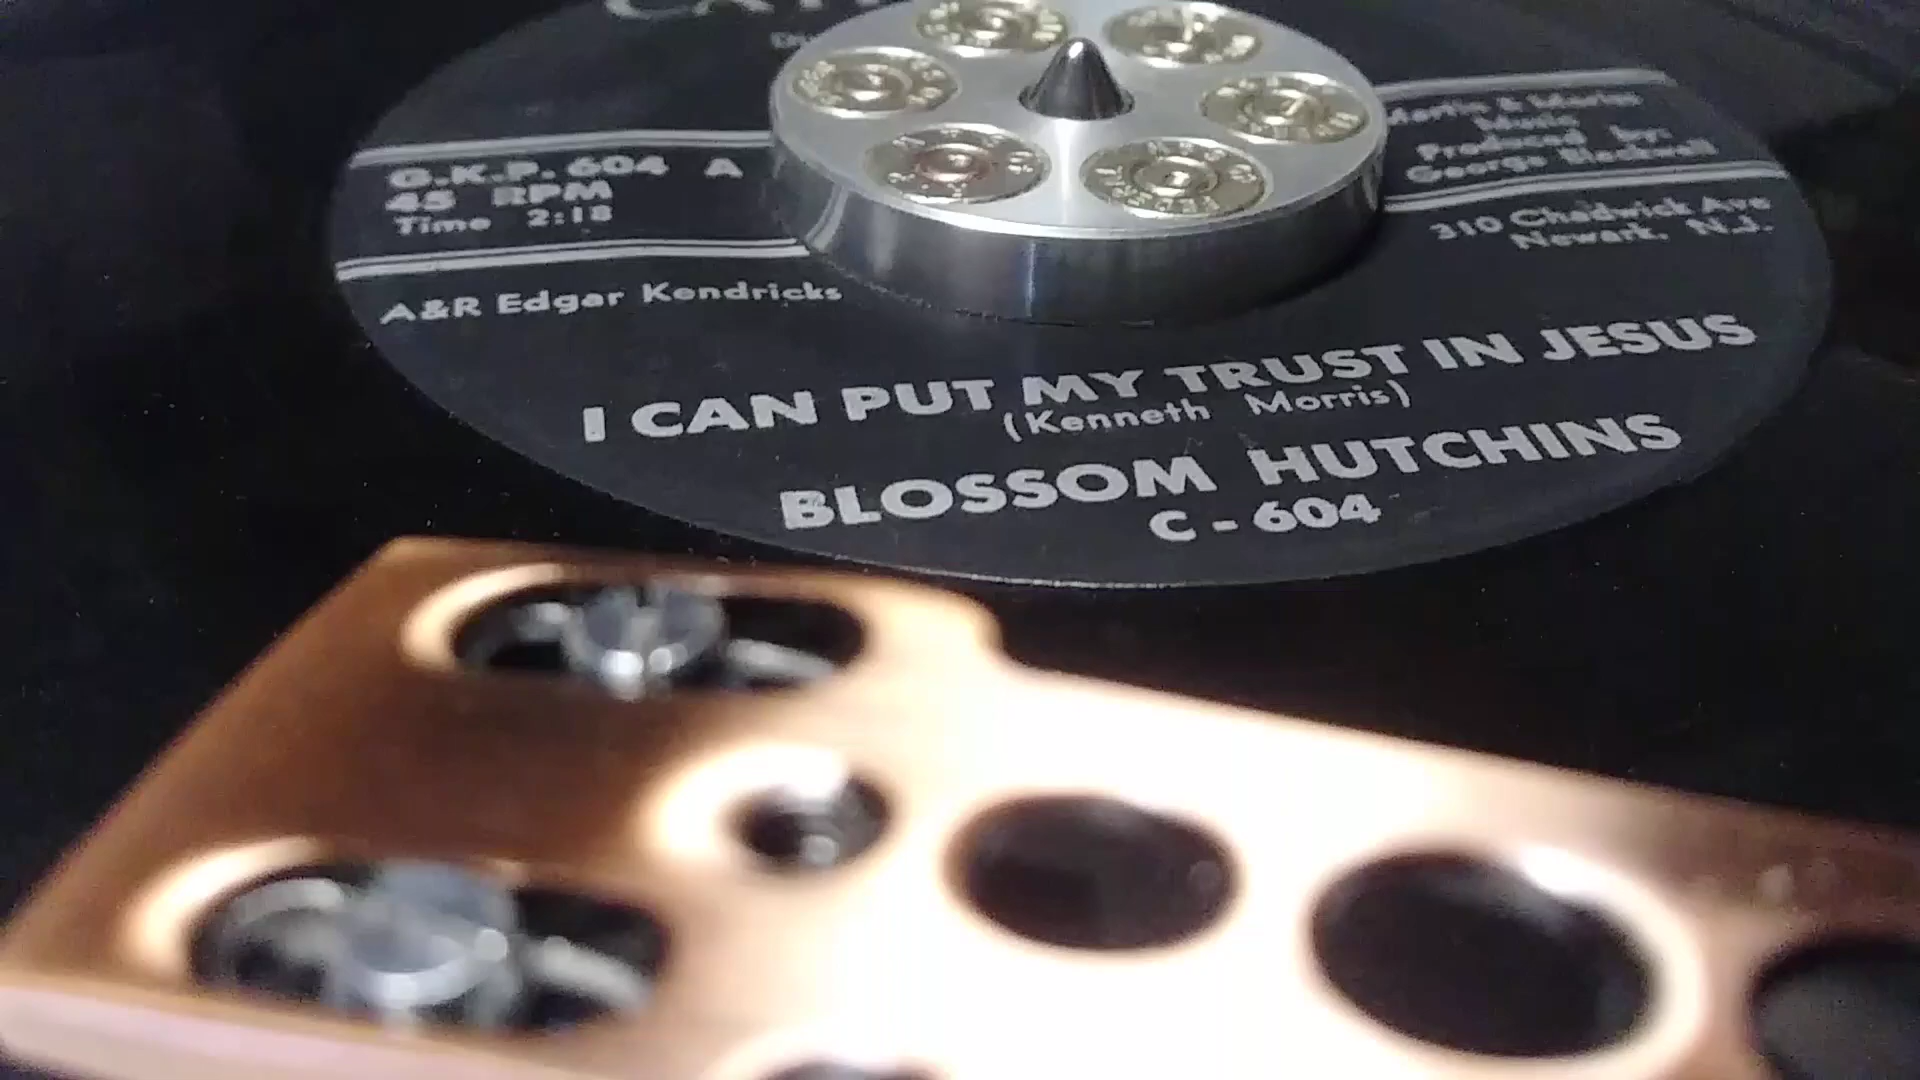 G.K.P. 604 A
45 RPM
Time 2:18
A&R Edgar Kendricks
Martin & Morris
Music
Produced by:
George Blackwell
310 Chadwick Ave
Newark, N.J.
I CAN PUT MY TRUST IN JESUS
(Kenneth Morris)
BLOSSOM HUTCHINS
C - 604